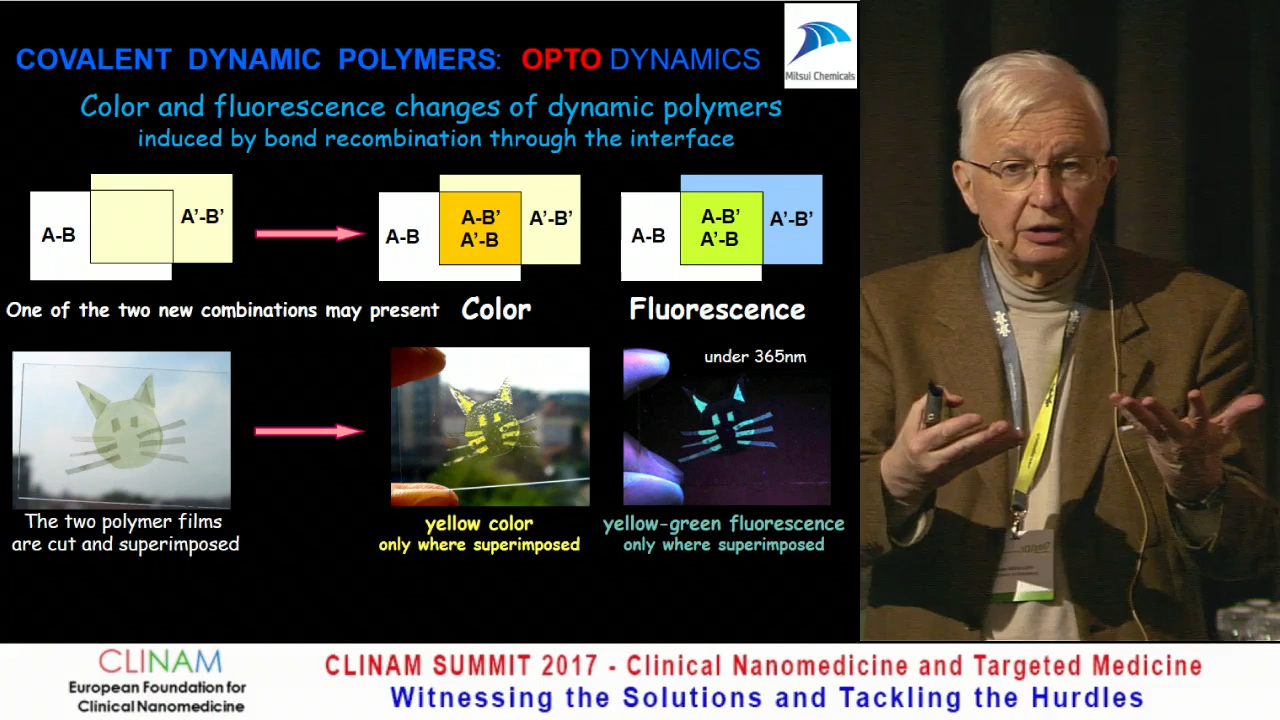 COVALENT DYNAMIC POLYMERS: OPTO DYNAMICS
Mitsui Chemicals
Color and fluorescence changes of dynamic polymers
induced by bond recombination through the interface
A-B
A'-B'
A-B
A-B'
A'-B
A'-B'
A-B
A-B'
A'-B
A'-B'
One of the two new combinations may present Color Fluorescence
under 365nm
The two polymer films
are cut and superimposed
yellow color
only where superimposed
yellow-green fluorescence
only where superimposed
CLINAM
European Foundation for
Clinical Nanomedicine
CLINAM SUMMIT 2017 - Clinical Nanomedicine and Targeted Medicine
Witnessing the Solutions and Tackling the Hurdles